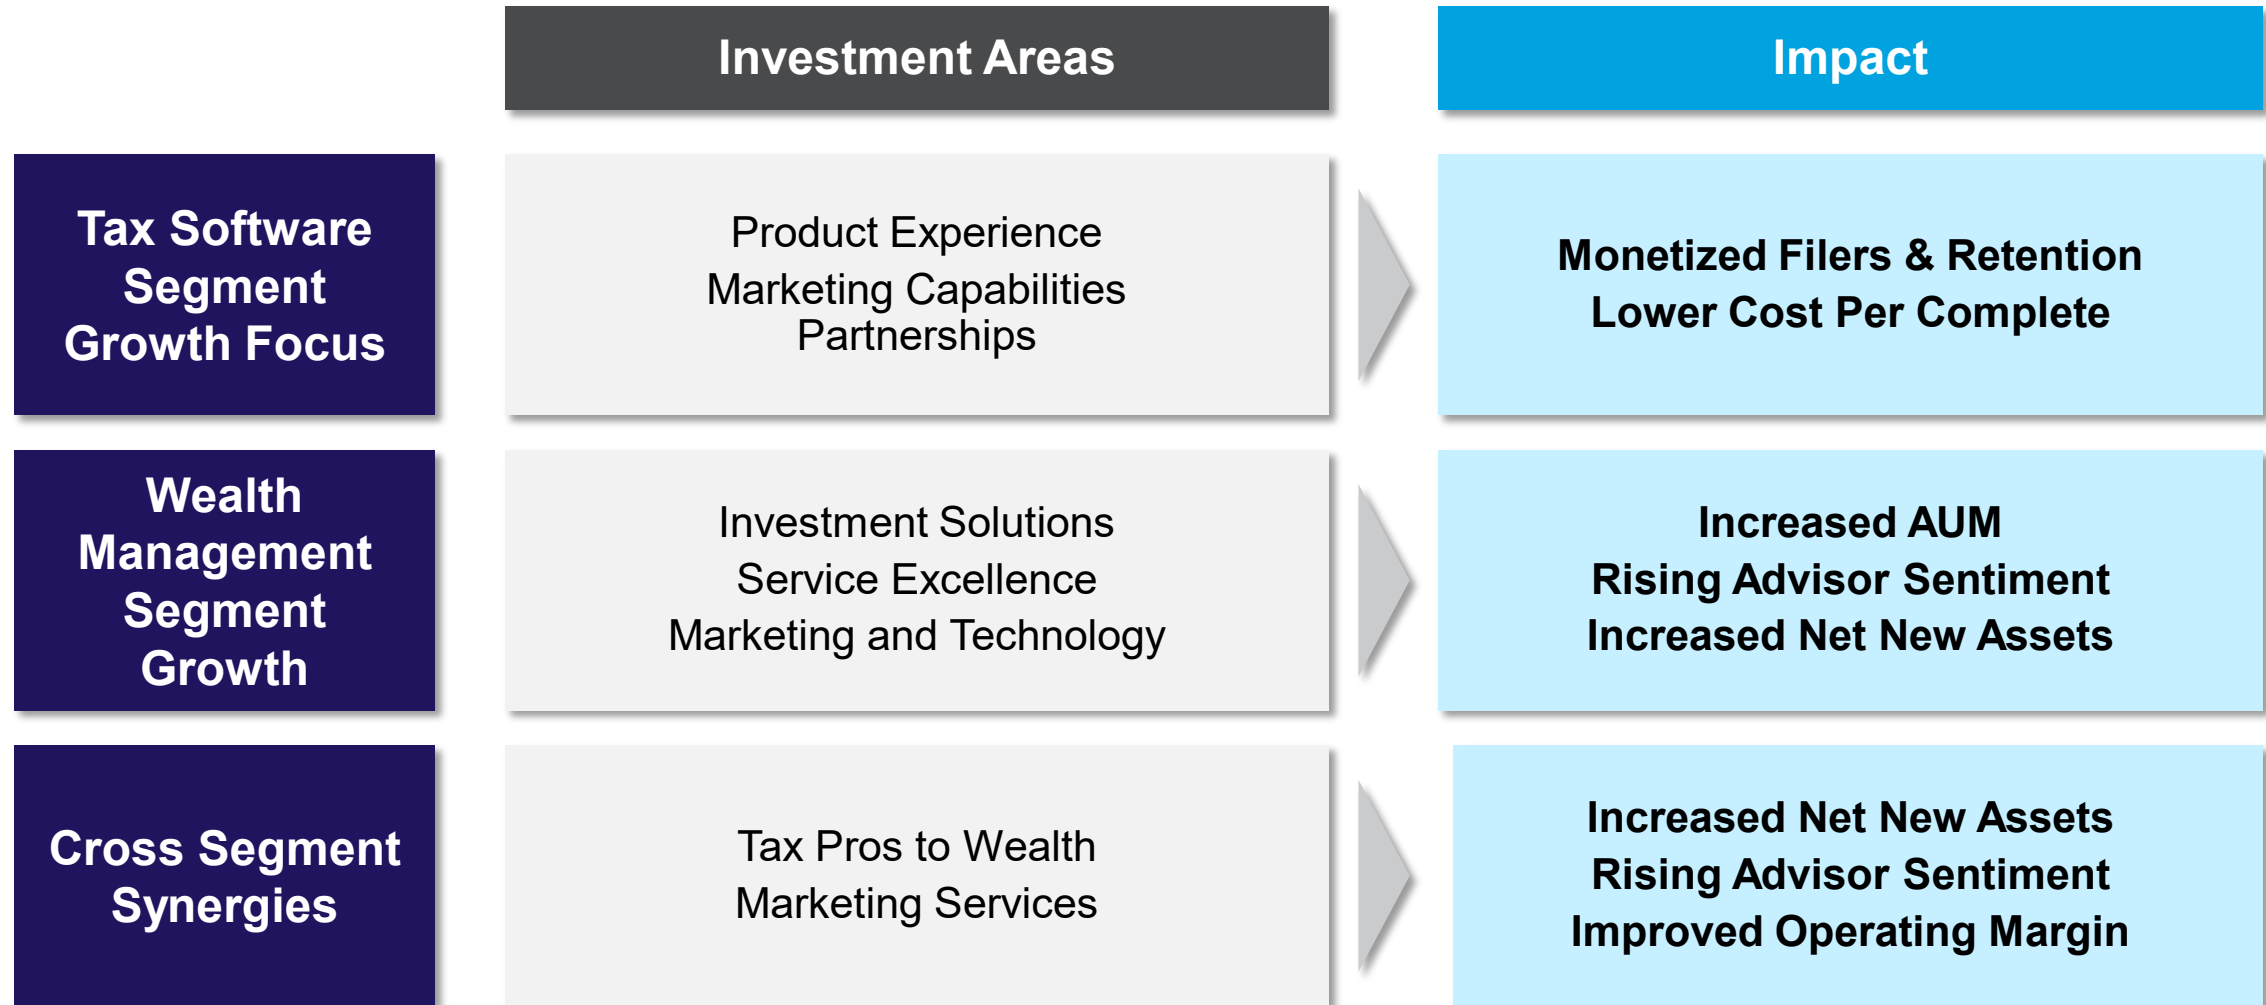 Investment Areas
Impact
Tax Software
Segment
Growth Focus
Product Experience
Marketing Capabilities
Partnerships
Monetized Filers & Retention
Lower Cost Per Complete
Wealth
Management
Segment
Growth
Investment Solutions
Service Excellence
Marketing and Technology
Increased AUM
Rising Advisor Sentiment
Increased Net New Assets
Cross Segment
Synergies
Tax Pros to Wealth
Marketing Services
Increased Net New Assets
Rising Advisor Sentiment
Improved Operating Margin